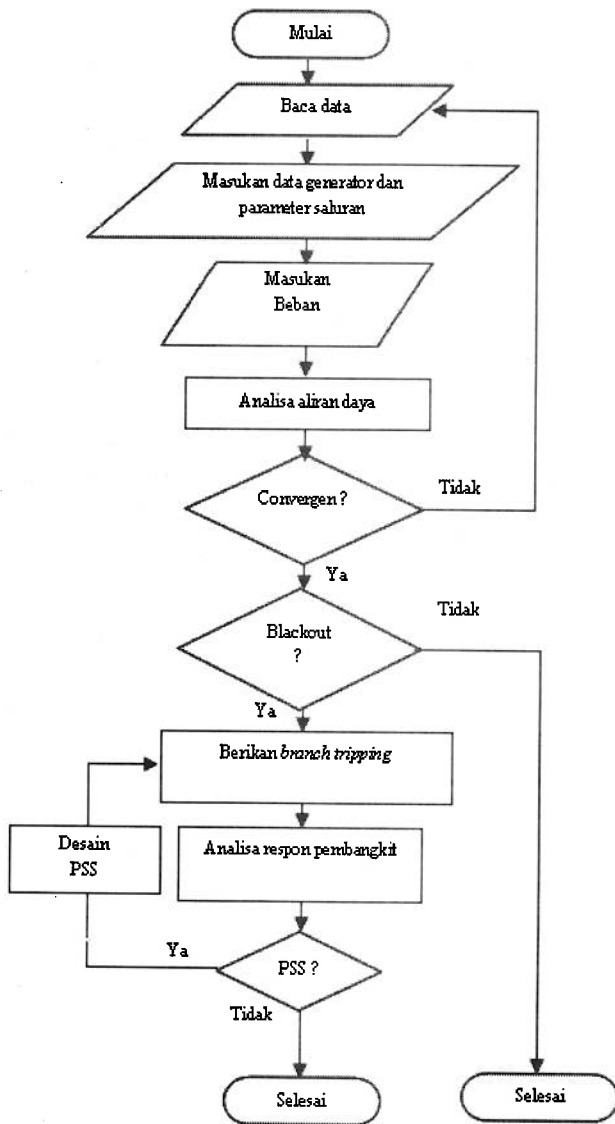 Mulai
Baca data
Masukan data generator dan
parameter saluran
Masukan
Beban
Analisa aliran daya
Convergen ?
Tidak
Ya
Blackout
?
Tidak
Ya
Berikan branch tripping
Desain
PSS
Analisa respon pembangkit
Ya
PSS ?
Tidak
Selesai
Selesai